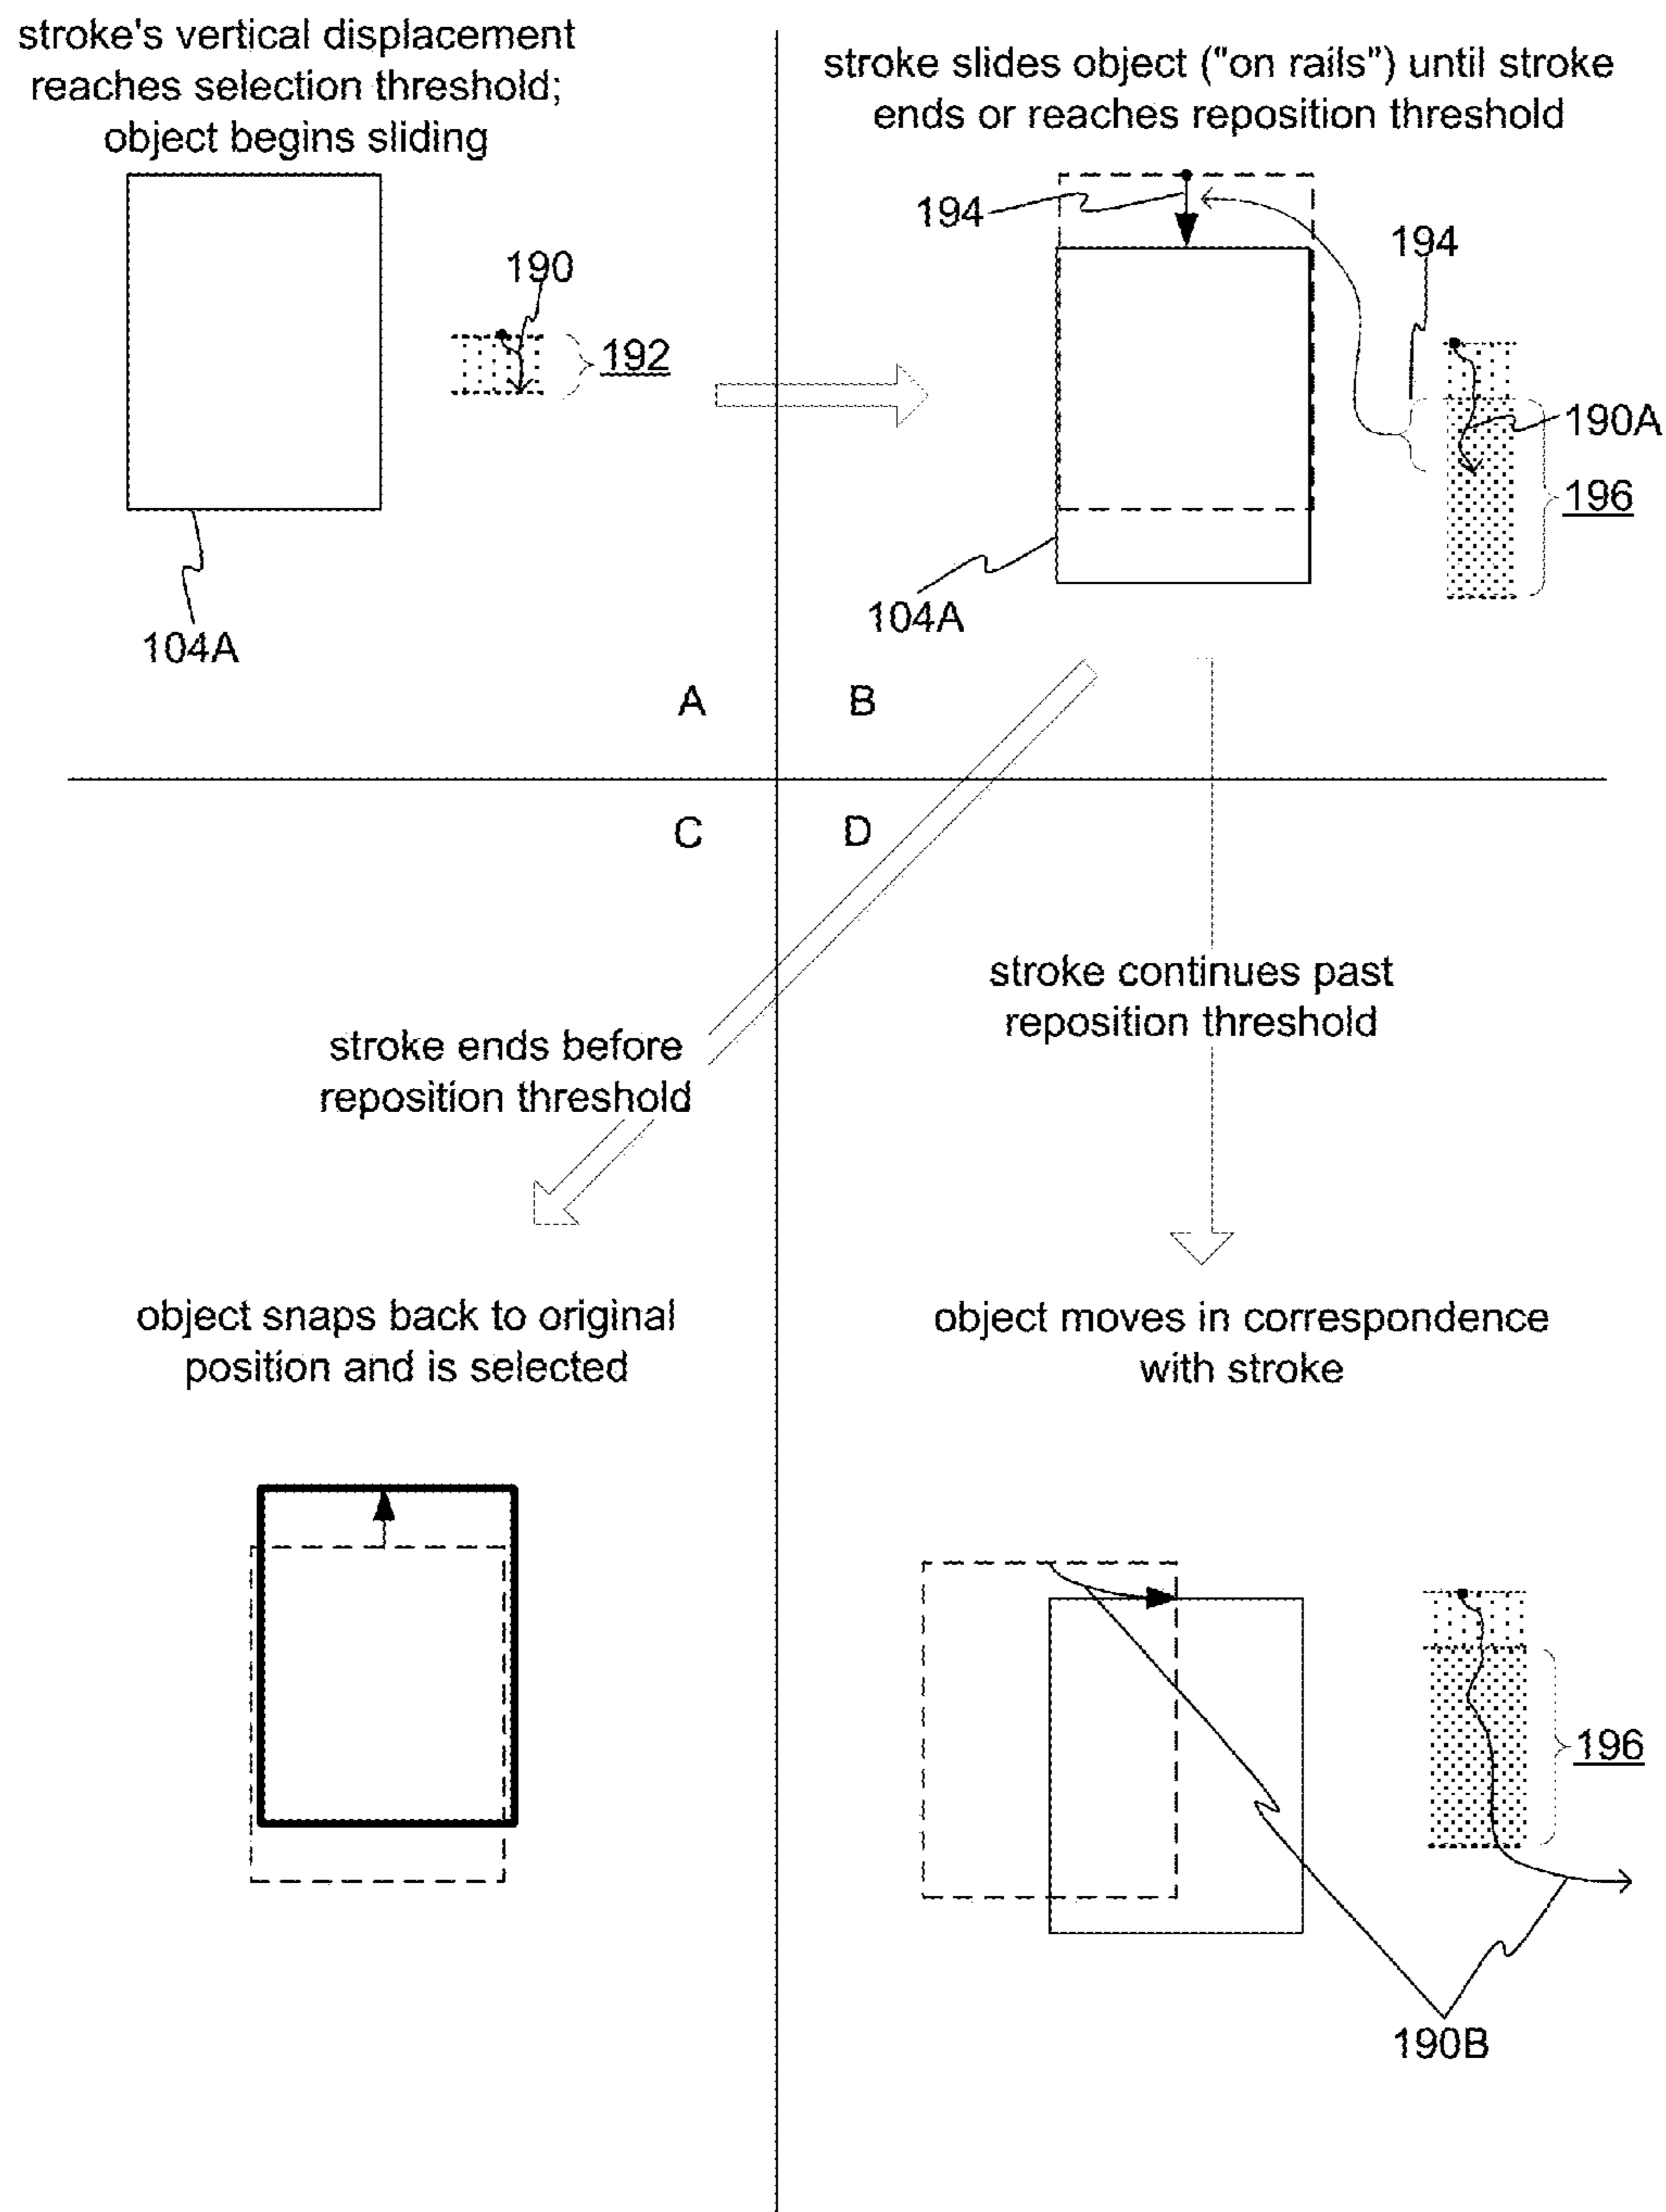 stroke's vertical displacement
reaches selection threshold;
object begins sliding
190
192
104A
A
stroke slides object ("on rails") until stroke
ends or reaches reposition threshold
194
194
190A
196
104A
B
C
stroke ends before
reposition threshold
object snaps back to original
position and is selected
D
stroke continues past
reposition threshold
object moves in correspondence
with stroke
196
190B